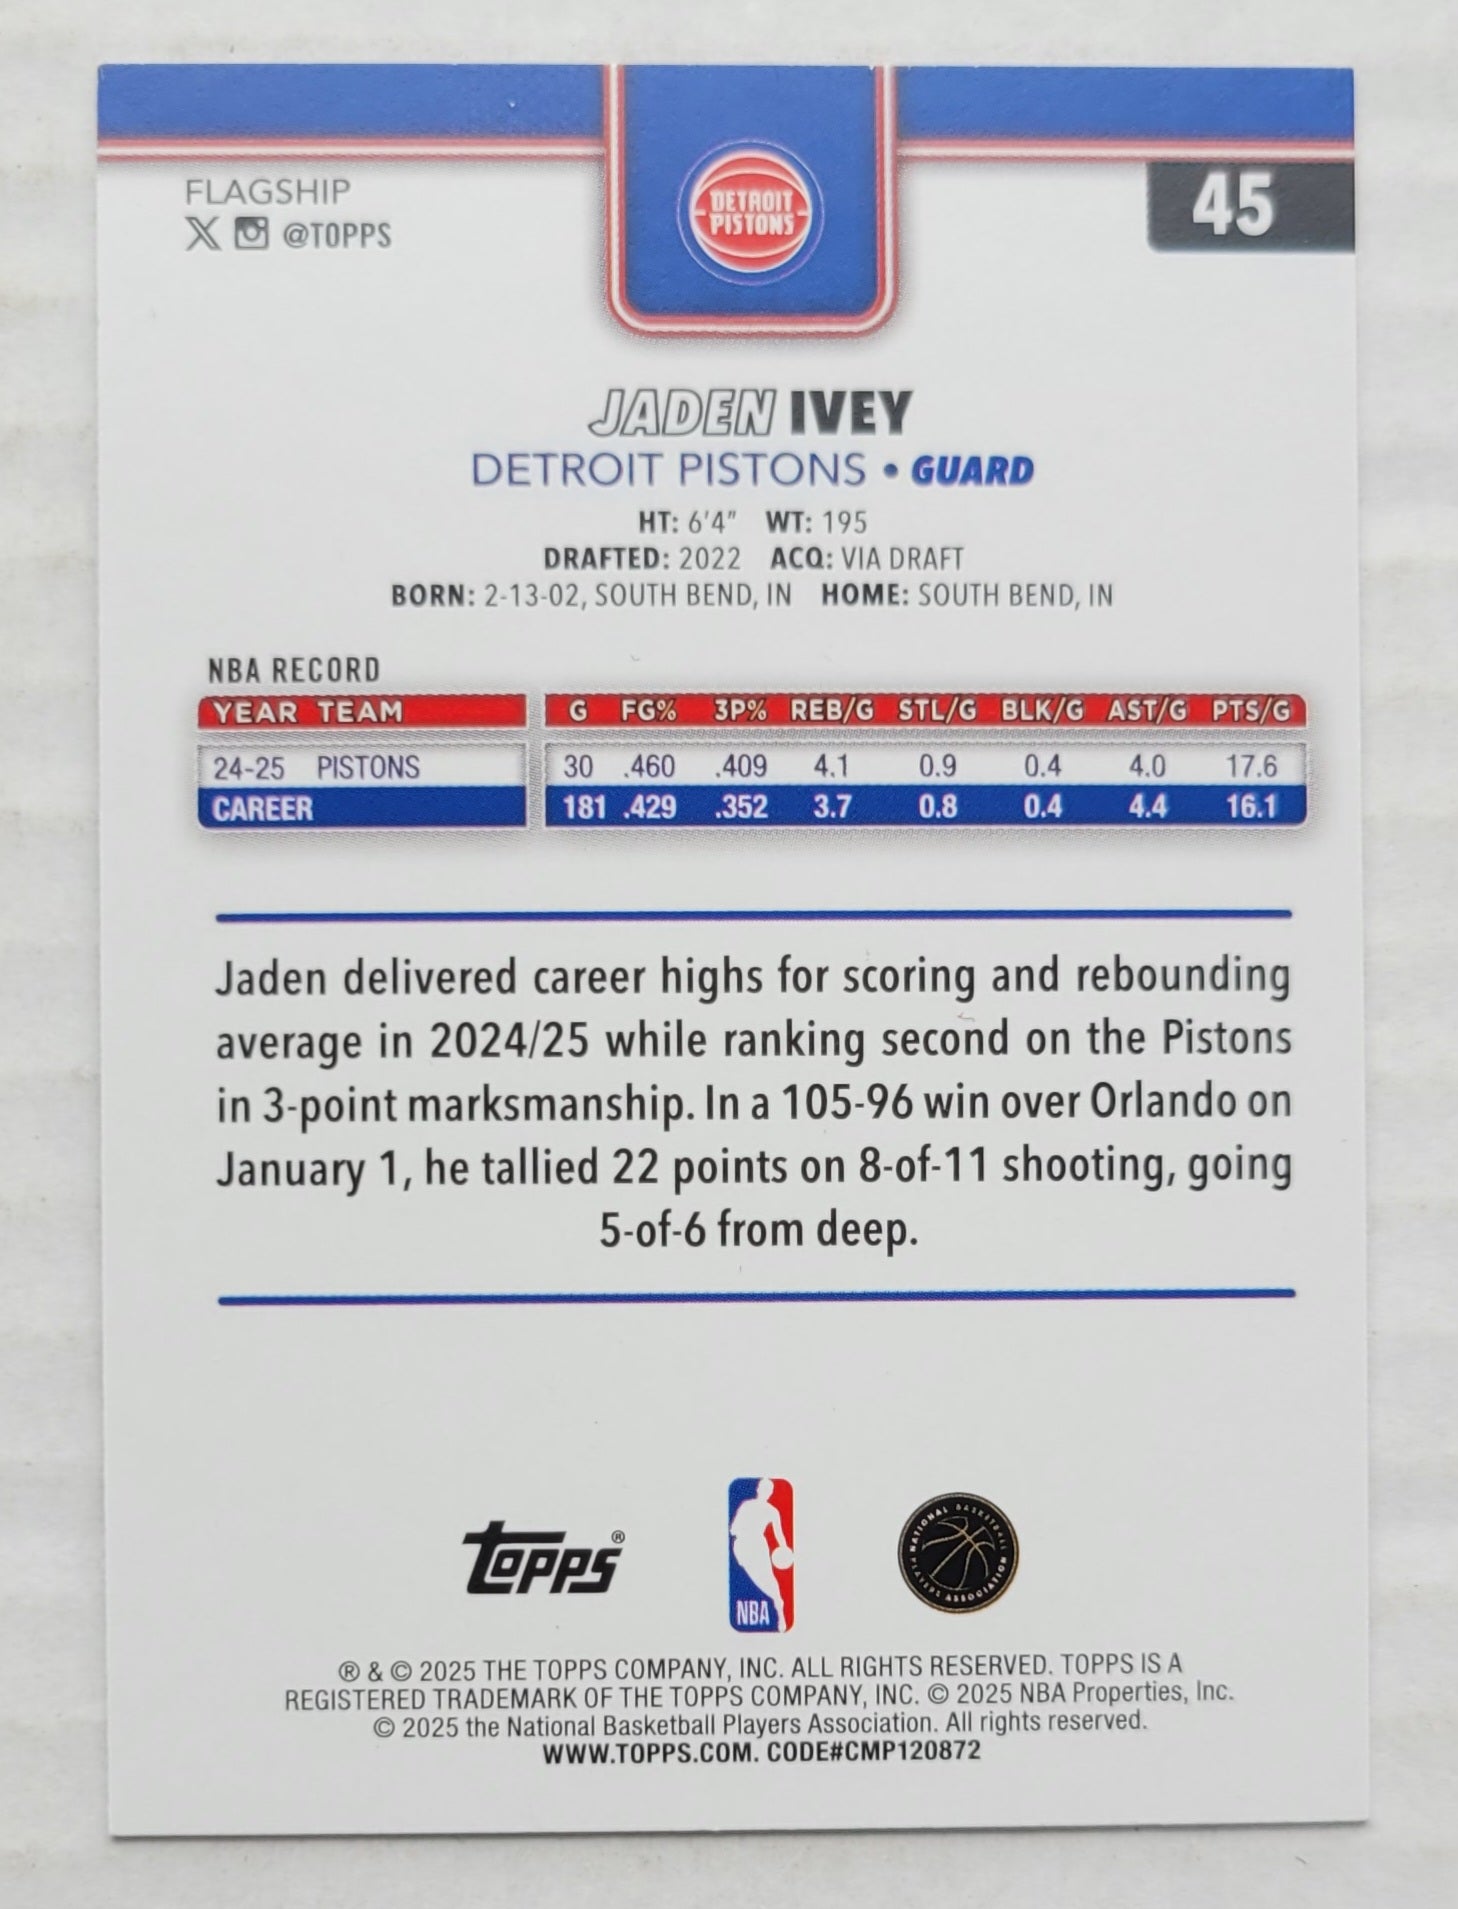 FLAGSHIP
X @TOPPS
DETROIT
PISTONS
45
JADEN IVEY
DETROIT PISTONS • GUARD
HT: 6'4" WT: 195
DRAFTED: 2022 ACQ: VIA DRAFT
BORN: 2-13-02, SOUTH BEND, IN HOME: SOUTH BEND, IN
NBA RECORD
YEAR TEAM G FG% 3P% REB/G STL/G BLK/G AST/G PTS/G
24-25 PISTONS 30 .460 .409 4.1 0.9 0.4 4.0 17.6
CAREER 181 .429 .352 3.7 0.8 0.4 4.4 16.1
Jaden delivered career highs for scoring and rebounding
average in 2024/25 while ranking second on the Pistons
in 3-point marksmanship. In a 105-96 win over Orlando on
January 1, he tallied 22 points on 8-of-11 shooting, going
5-of-6 from deep.
topps®
NBA
NATIONAL BASKETBALL PLAYERS ASSOCIATION
® & © 2025 THE TOPPS COMPANY, INC. ALL RIGHTS RESERVED. TOPPS IS A
REGISTERED TRADEMARK OF THE TOPPS COMPANY, INC. © 2025 NBA Properties, Inc.
© 2025 the National Basketball Players Association. All rights reserved.
WWW.TOPPS.COM. CODE#CMP120872